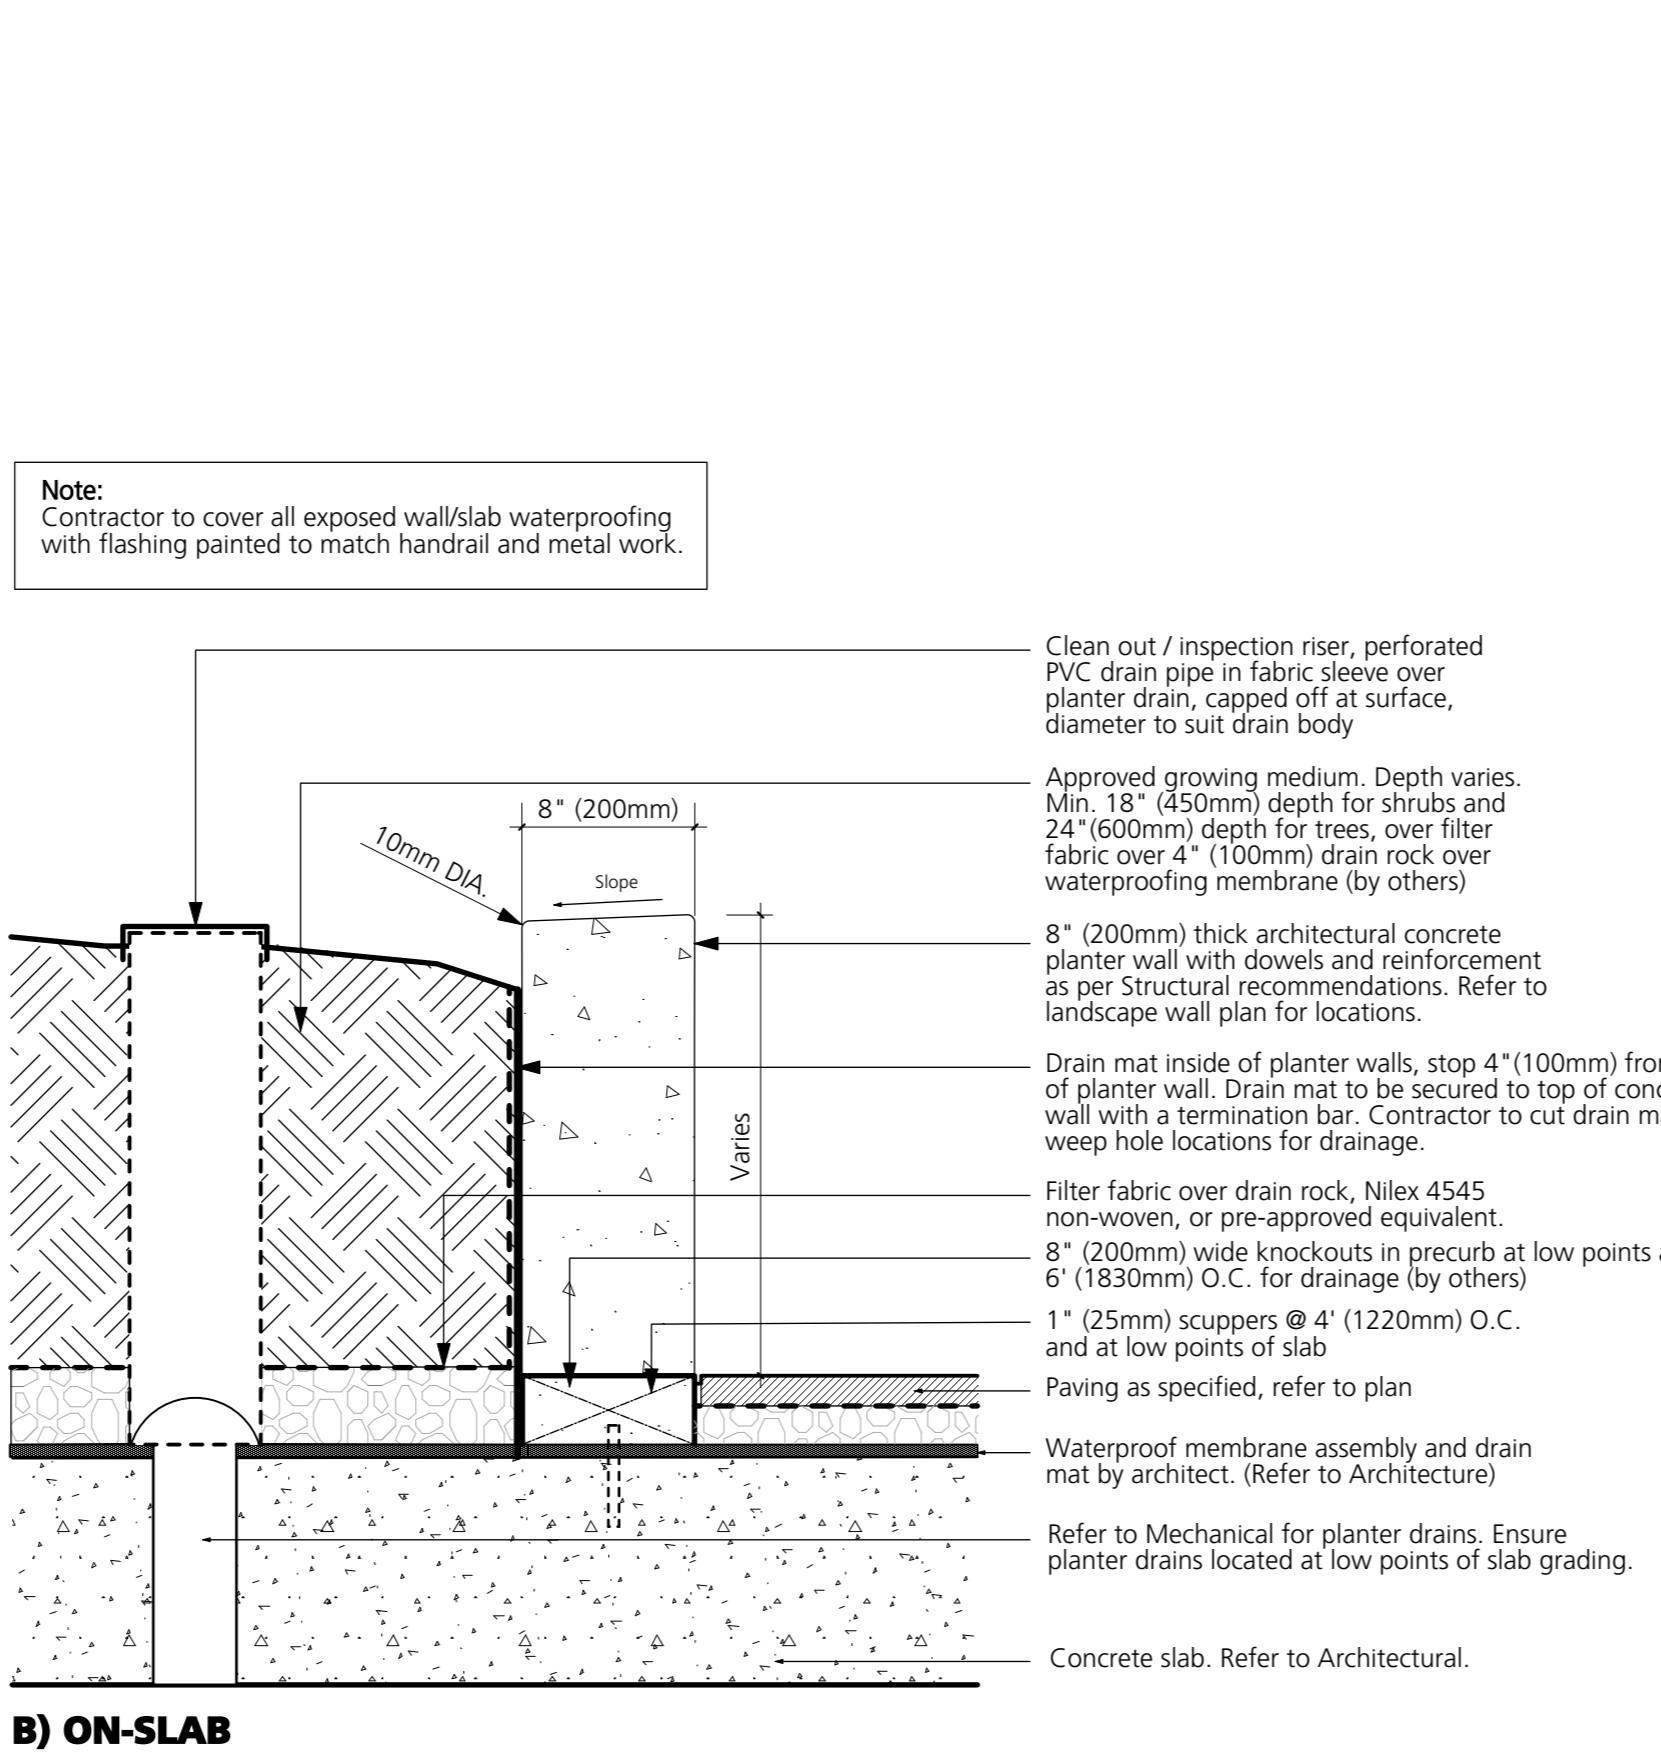 Note:
Contractor to cover all exposed wall/slab waterproofing
with flashing painted to match handrail and metal work.
Clean out / inspection riser, perforated
PVC drain pipe in fabric sleeve over
planter drain, capped off at surface,
diameter to suit drain body
Approved growing medium. Depth varies.
Min. 18" (450mm) depth for shrubs and
24"(600mm) depth for trees, over filter
fabric over 4" (100mm) drain rock over
waterproofing membrane (by others)
8" (200mm)
10mm DIA.
Slope
8" (200mm) thick architectural concrete
planter wall with dowels and reinforcement
as per Structural recommendations. Refer to
landscape wall plan for locations.
Drain mat inside of planter walls, stop 4"(100mm)
of planter wall. Drain mat to be secured to top of
wall with a termination bar. Contractor to cut drain
weep hole locations for drainage.
Varies
Filter fabric over drain rock, Nilex 4545
non-woven, or pre-approved equivalent.
8" (200mm) wide knockouts in precurb at low points
6' (1830mm) O.C. for drainage (by others)
1" (25mm) scuppers @ 4' (1220mm) O.C.
and at low points of slab
Paving as specified, refer to plan
Waterproof membrane assembly and drain
mat by architect. (Refer to Architecture)
Refer to Mechanical for planter drains. Ensure
planter drains located at low points of slab grading.
Concrete slab. Refer to Architectural.
B) ON-SLAB